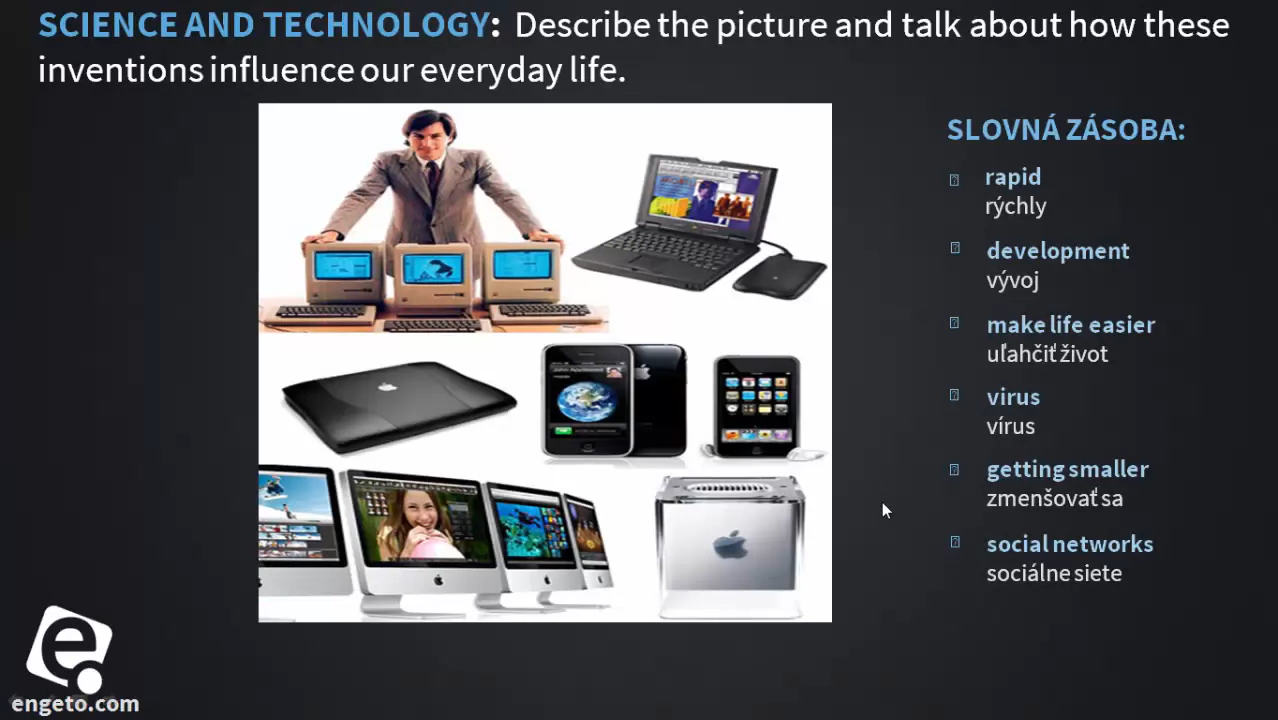 SCIENCE AND TECHNOLOGY: Describe the picture and talk about how these
inventions influence our everyday life.
SLOVNÁ ZÁSOBA:
rapid
rýchly
development
vývoj
make life easier
uľahčiť život
virus
vírus
getting smaller
zmenšovať sa
social networks
sociálne siete
e
engeto.com